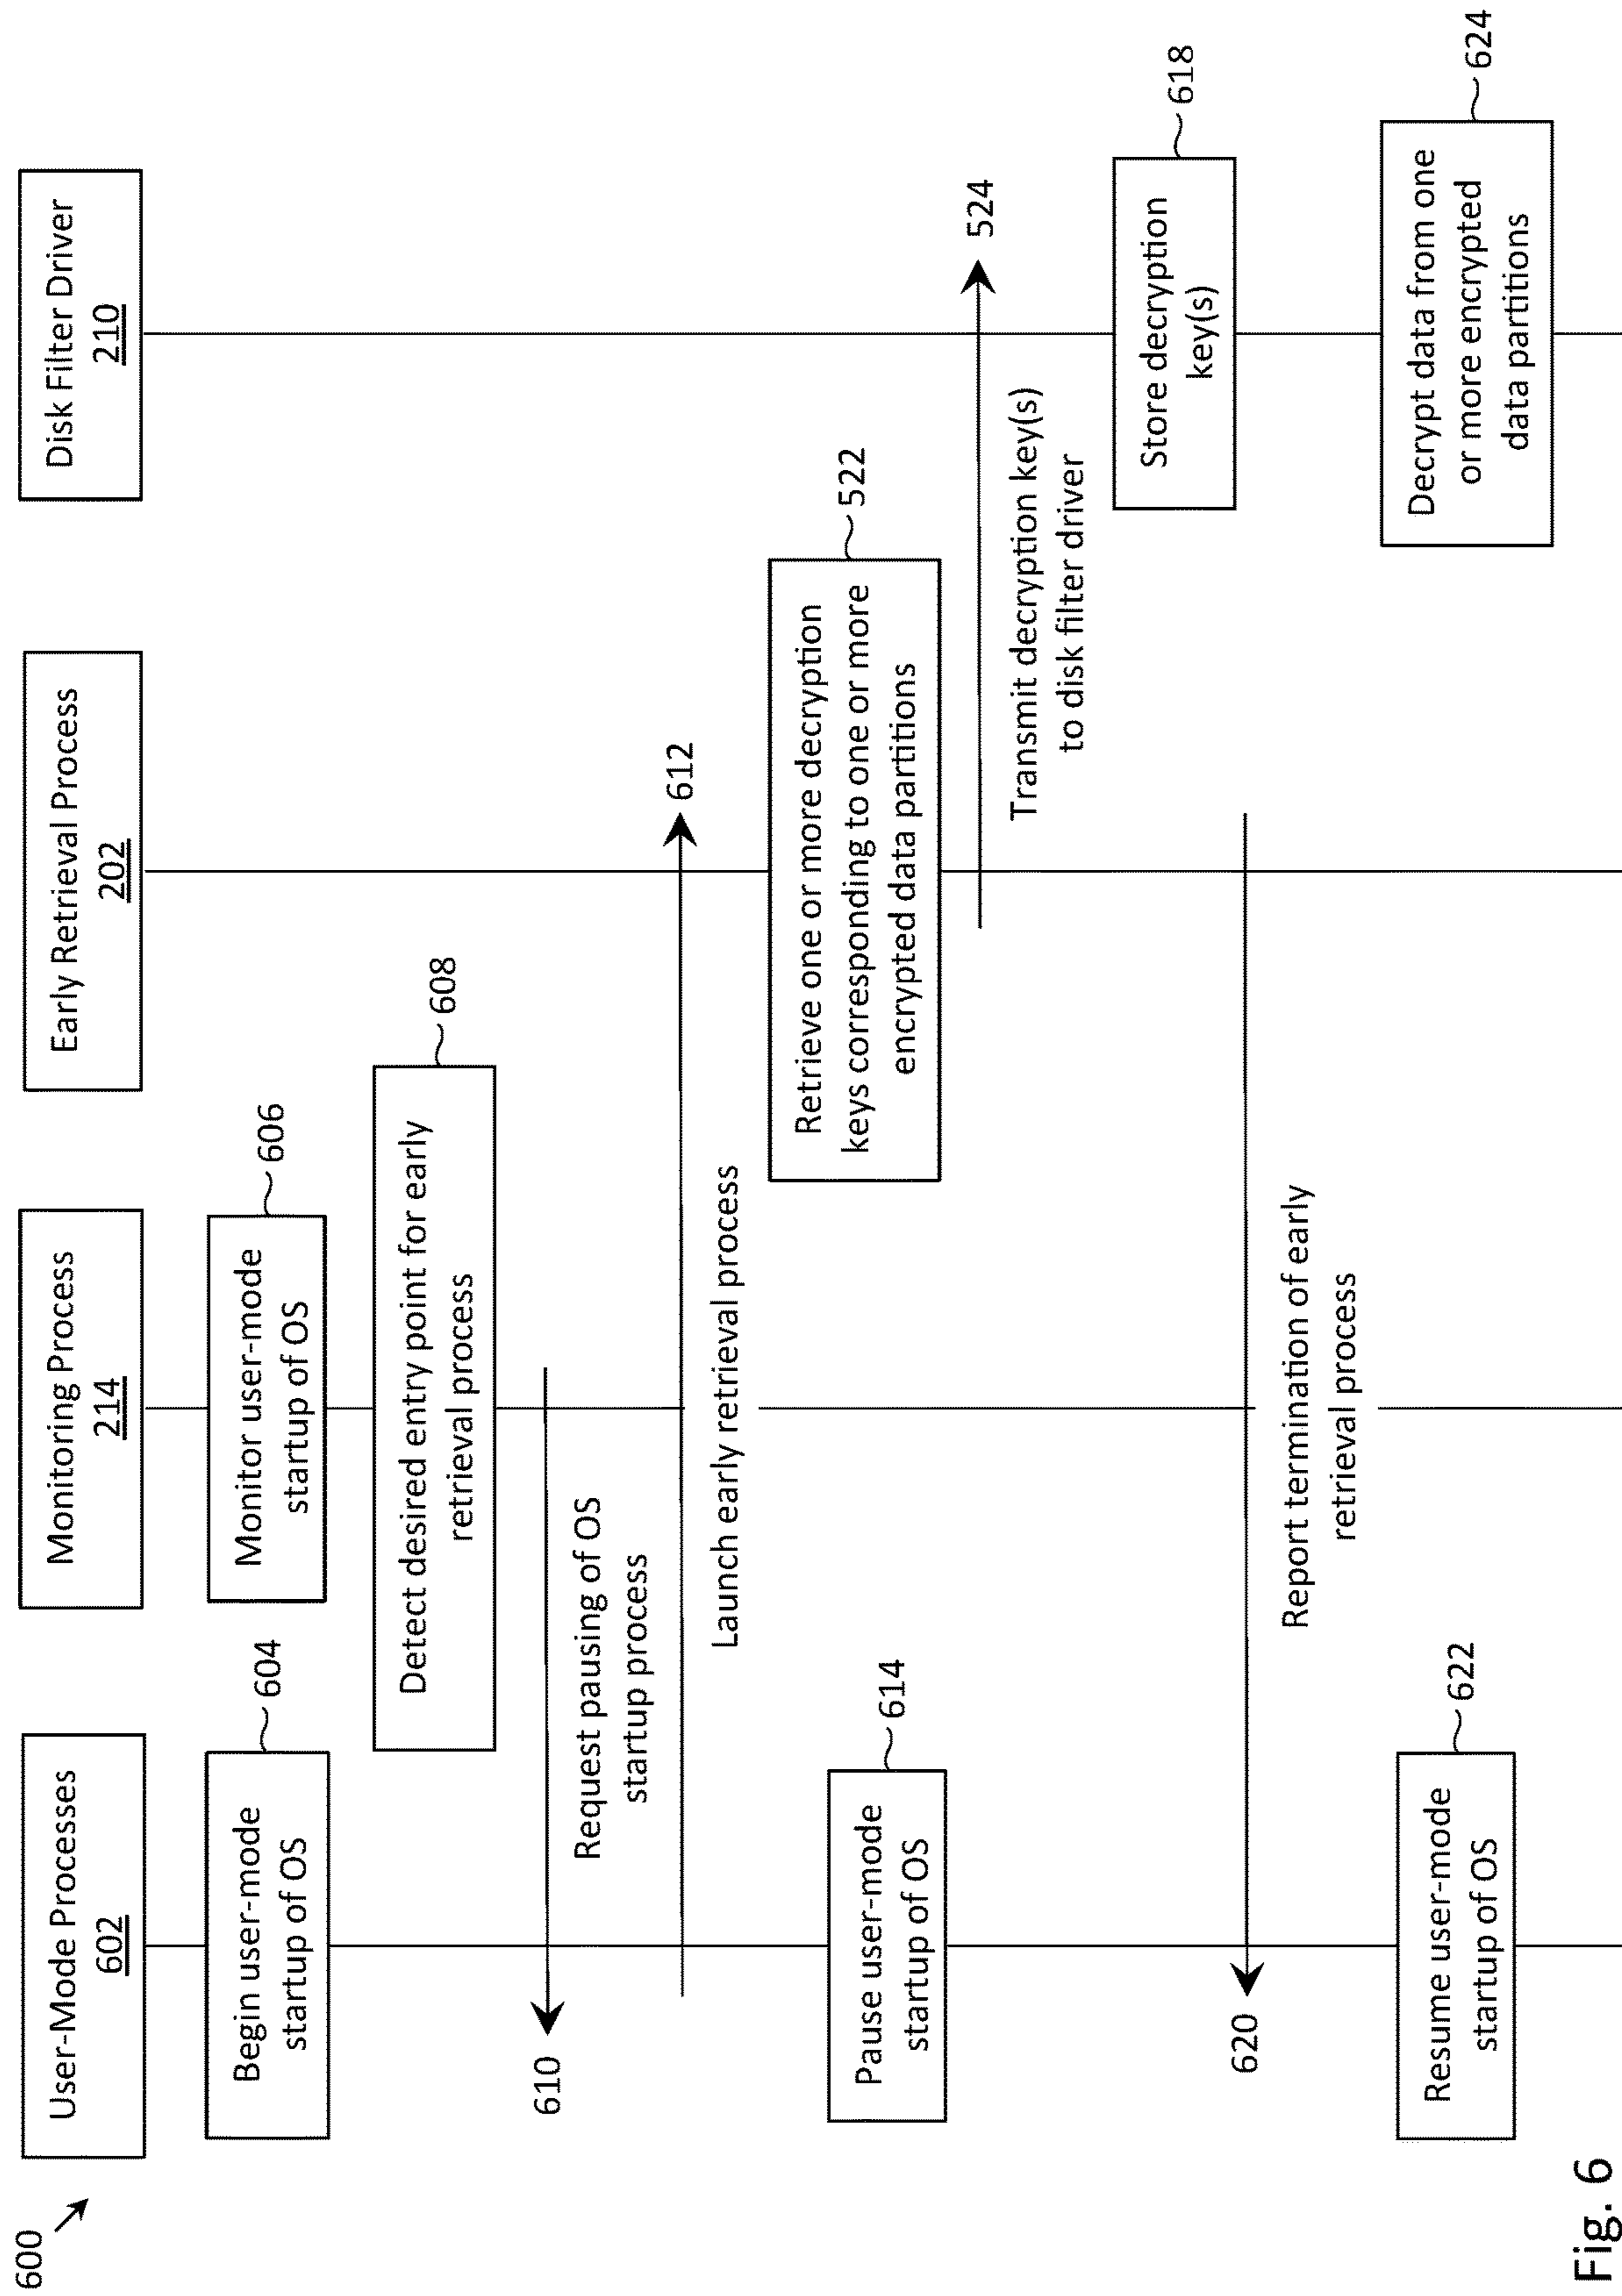 600
User-Mode Processes
602
Monitoring Process
214
Early Retrieval Process
202
Disk Filter Driver
210
Begin user-mode
startup of OS
604
Monitor user-mode
startup of OS
606
Detect desired entry point for early
retrieval process
608
610
Request pausing of OS
startup process
612
Launch early retrieval process
Pause user-mode
startup of OS
614
Retrieve one or more decryption
keys corresponding to one or more
encrypted data partitions
522
524
Transmit decryption key(s)
to disk filter driver
Store decryption
key(s)
618
620
Report termination of early
retrieval process
Resume user-mode
startup of OS
622
Decrypt data from one
or more encrypted
data partitions
624
Fig. 6